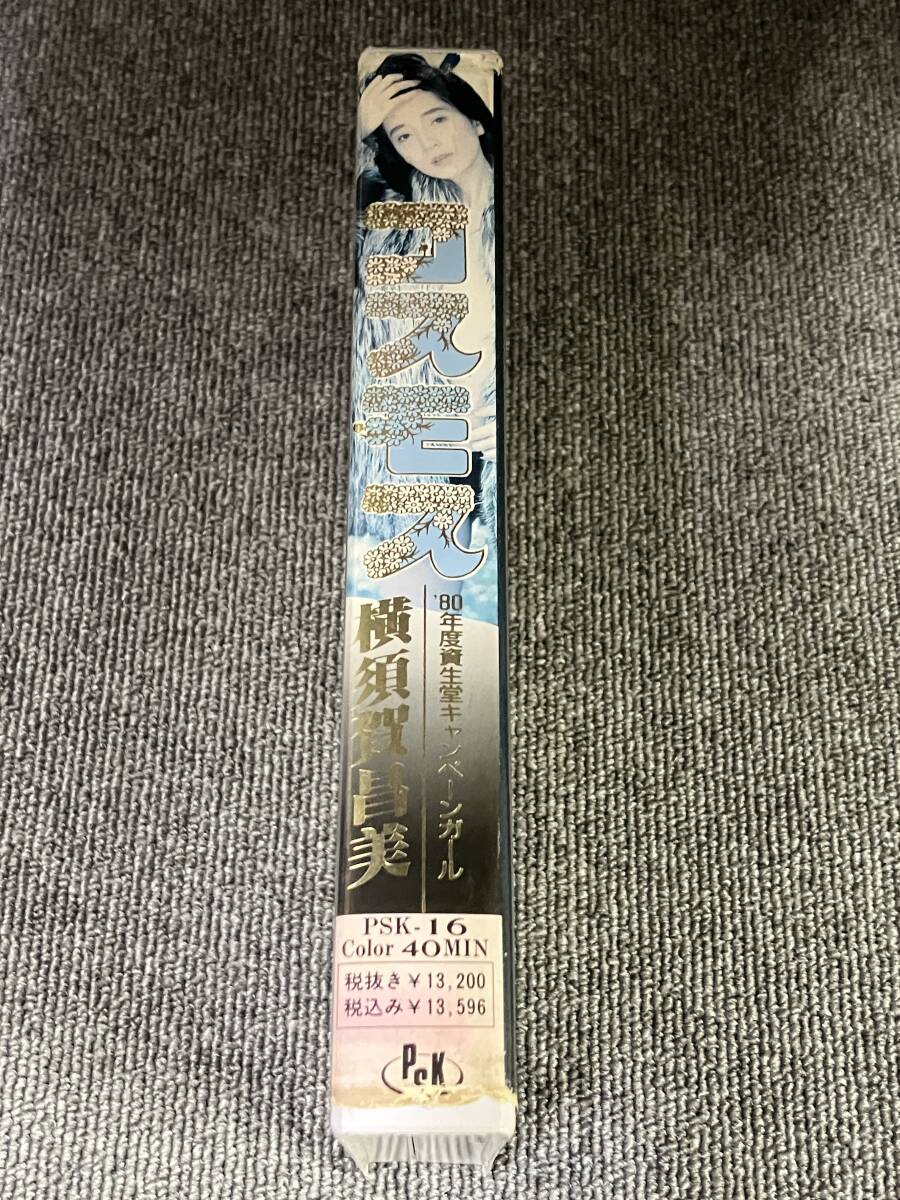 コスモス
'80年度資生堂キャンペーンガール
横須賀昌美
PSK-16
Color 40MIN
税抜き¥13,200
税込み¥13,596
PSK